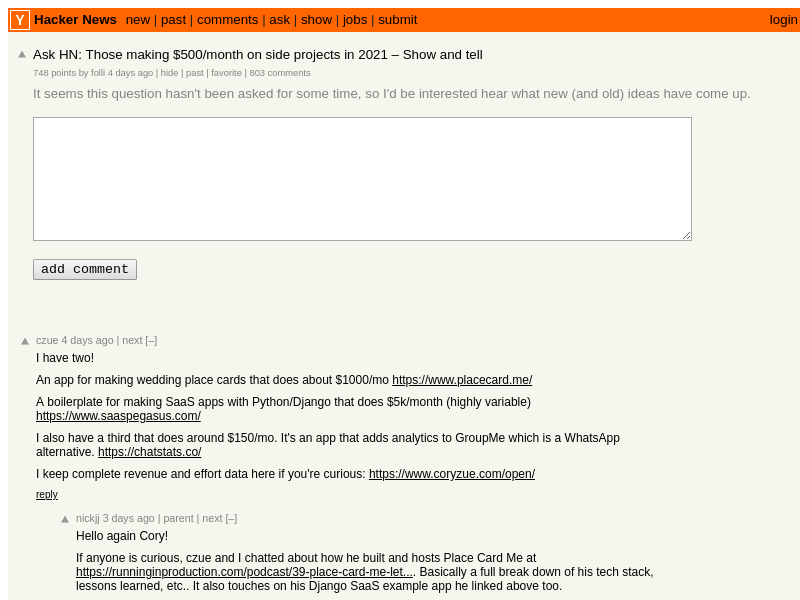 Y Hacker News new | past | comments | ask | show | jobs | submit login
Ask HN: Those making $500/month on side projects in 2021 – Show and tell
748 points by folli 4 days ago | hide | past | favorite | 803 comments
It seems this question hasn't been asked for some time, so I'd be interested hear what new (and old) ideas have come up.
add comment
czue 4 days ago | next [–]
I have two!
An app for making wedding place cards that does about $1000/mo https://www.placecard.me/
A boilerplate for making SaaS apps with Python/Django that does $5k/month (highly variable)
https://www.saaspegasus.com/
I also have a third that does around $150/mo. It's an app that adds analytics to GroupMe which is a WhatsApp
alternative. https://chatstats.co/
I keep complete revenue and effort data here if you're curious: https://www.coryzue.com/open/
reply
nickjj 3 days ago | parent | next [–]
Hello again Cory!
If anyone is curious, czue and I chatted about how he built and hosts Place Card Me at
https://runninginproduction.com/podcast/39-place-card-me-let.... Basically a full break down of his tech stack,
lessons learned, etc.. It also touches on his Django SaaS example app he linked above too.